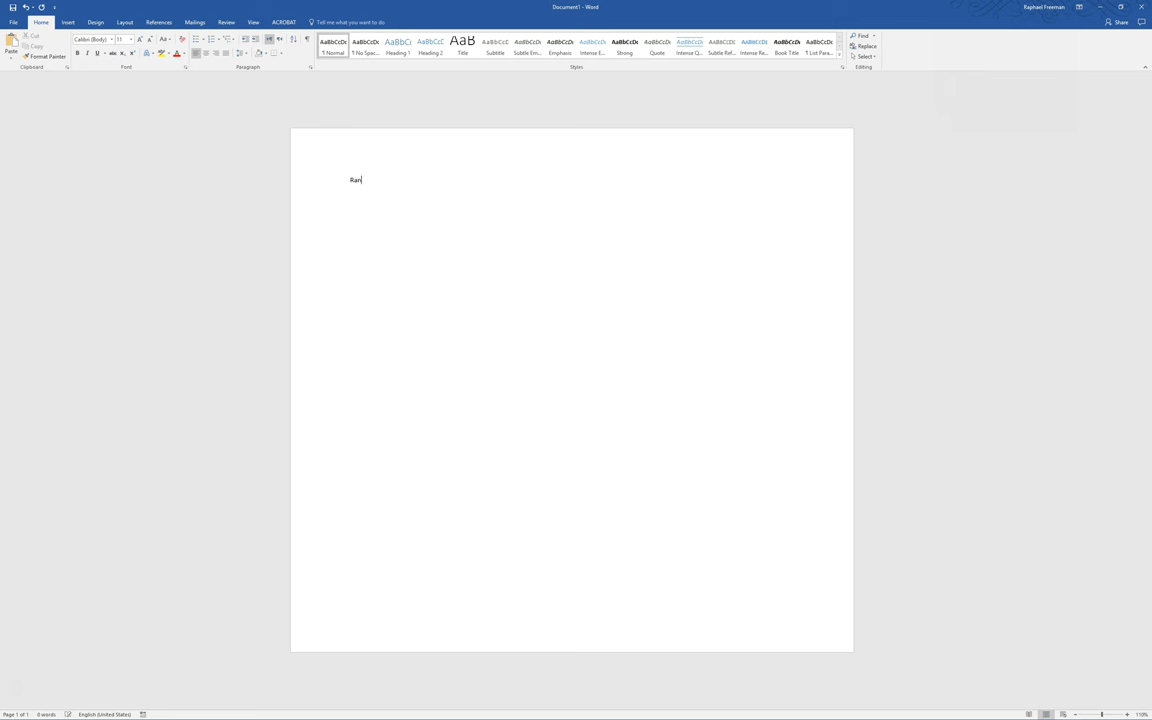 Document1 - Word
Raphael Freeman
File Home Insert Design Layout References Mailings Review View ACROBAT Tell me what you want to do
Share
Paste
Cut
Copy
Format Painter
Clipboard
Calibri (Body) 11
Font
Paragraph
AaBbCcDc AaBbCcDc AaBbCc AaBbCcC AaB AaBbCcC AaBbCcDc AaBbCcDc AaBbCcDc AaBbCcDc AaBbCcDc AaBbCcDc AaBbCcDc AaBbCcDc AaBbCcDc AaBbCcDc
¶ Normal ¶ No Spac... Heading 1 Heading 2 Title Subtitle Subtle Em... Emphasis Intense E... Strong Quote Intense Q... Subtle Ref... Intense Re... Book Title ¶ List Para...
Styles
Find
Replace
Select
Editing
Ran
Page 1 of 1 0 words English (United States)
110%